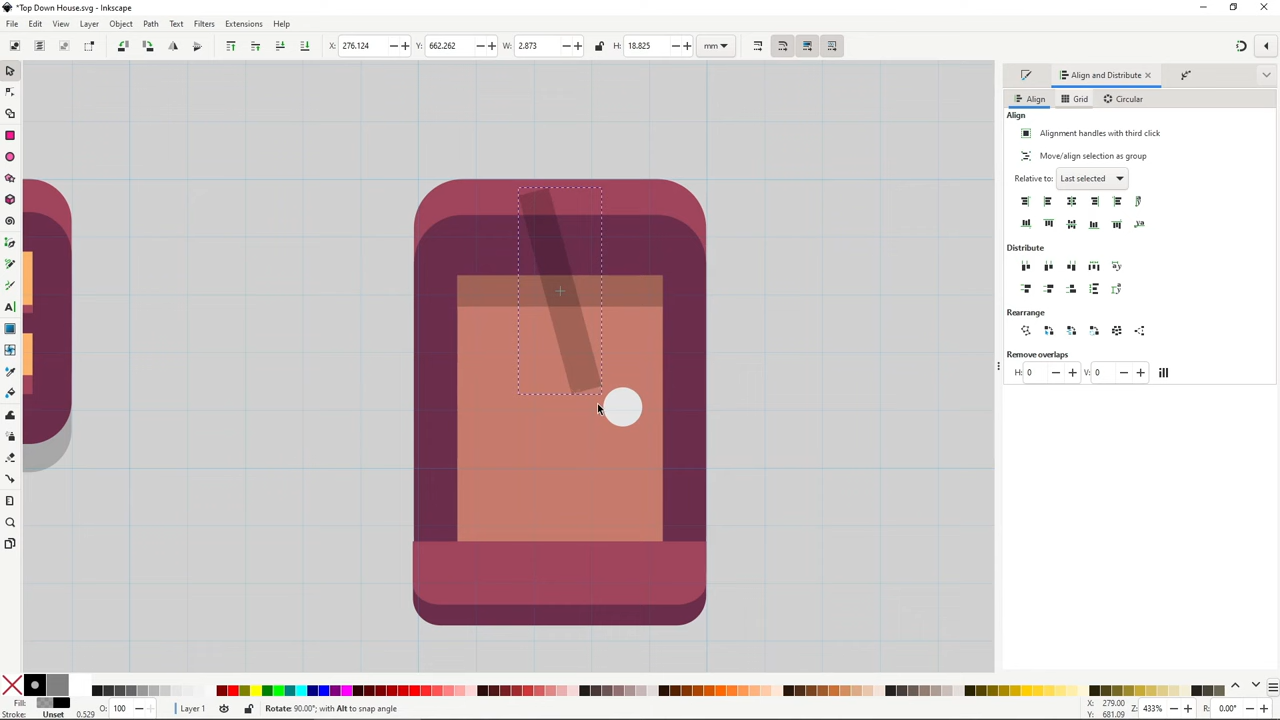 *Top Down House.svg - Inkscape
File Edit View Layer Object Path Text Filters Extensions Help
X: 276.124 Y: 662.262 W: 2.873 H: 18.825 mm
Align and Distribute
Align Grid Circular
Align
Alignment handles with third click
Move/align selection as group
Relative to: Last selected
Distribute
Rearrange
Remove overlaps
H: 0 V: 0
Fill: O: 100 Layer 1 Rotate: 90.00°; with Alt to snap angle X: 279.00 Z: 433% R: 0.00°
Stroke: Unset 0.529 Y: 681.09